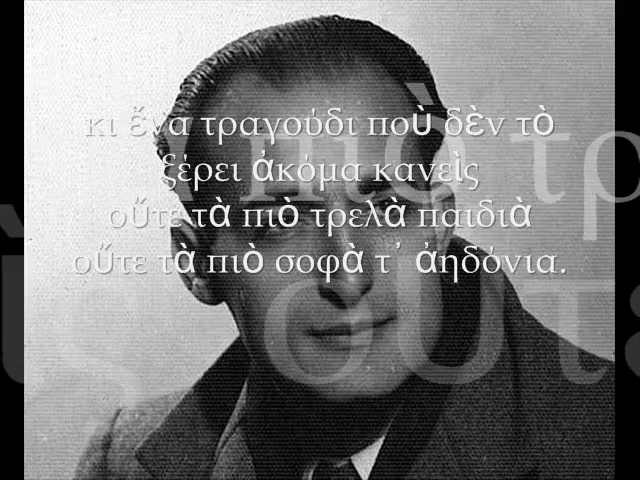 κι ἕνα τραγούδι ποὺ δὲν τὸ
ξέρει ἀκόμα κανεὶς
οὔτε τὰ πιὸ τρελὰ παιδιὰ
οὔτε τὰ πιὸ σοφὰ τ᾿ ἀηδόνια.